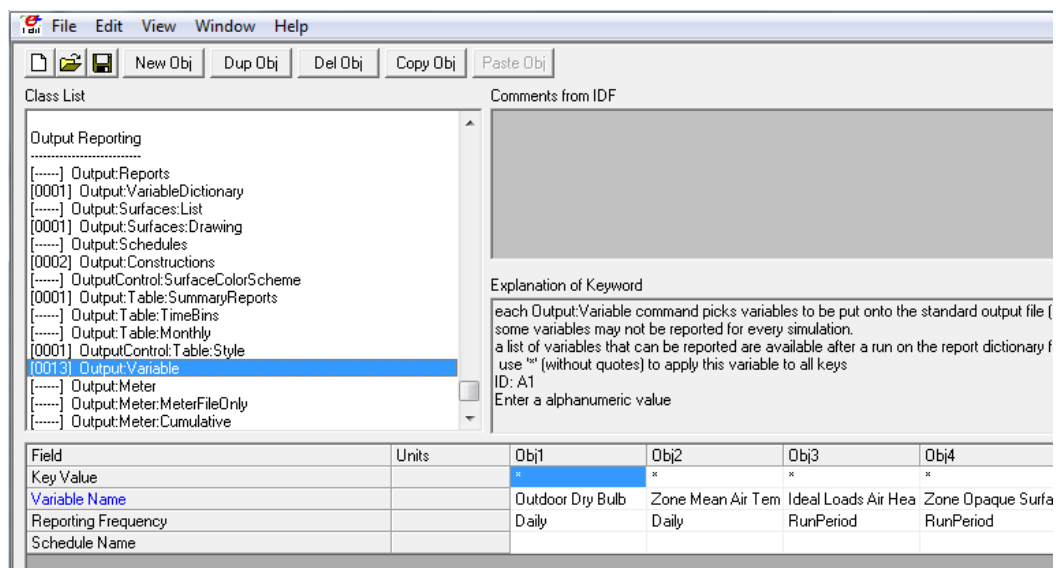 File Edit View Window Help
New Obj Dup Obj Del Obj Copy Obj Paste Obj
Class List
Output Reporting
---------------------------
[------] Output:Reports
[0001] Output:VariableDictionary
[------] Output:Surfaces:List
[0001] Output:Surfaces:Drawing
[------] Output:Schedules
[0002] Output:Constructions
[------] OutputControl:SurfaceColorScheme
[0001] Output:Table:SummaryReports
[------] Output:Table:TimeBins
[------] Output:Table:Monthly
[0001] OutputControl:Table:Style
[0013] Output:Variable
[------] Output:Meter
[------] Output:Meter:MeterFileOnly
[------] Output:Meter:Cumulative
Comments from IDF
Explanation of Keyword
each Output:Variable command picks variables to be put onto the standard output file (
some variables may not be reported for every simulation.
a list of variables that can be reported are available after a run on the report dictionary f
use '*' (without quotes) to apply this variable to all keys
ID: A1
Enter a alphanumeric value
Field Units Obj1 Obj2 Obj3 Obj4
Key Value * * * *
Variable Name Outdoor Dry Bulb Zone Mean Air Tem Ideal Loads Air Hea Zone Opaque Surfa
Reporting Frequency Daily Daily RunPeriod RunPeriod
Schedule Name